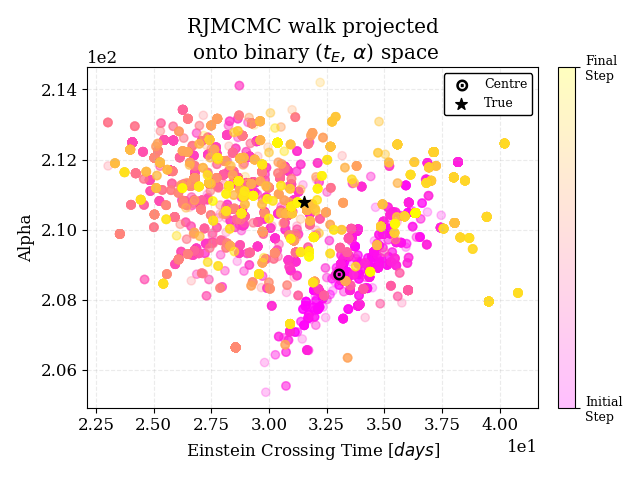 RJMCMC walk projected
onto binary (t_E, α) space
1e2
2.14
2.12
2.10
2.08
2.06
Alpha
2.25
2.50
2.75
3.00
3.25
3.50
3.75
4.00
1e1
Einstein Crossing Time [days]
Centre
True
Final
Step
Initial
Step